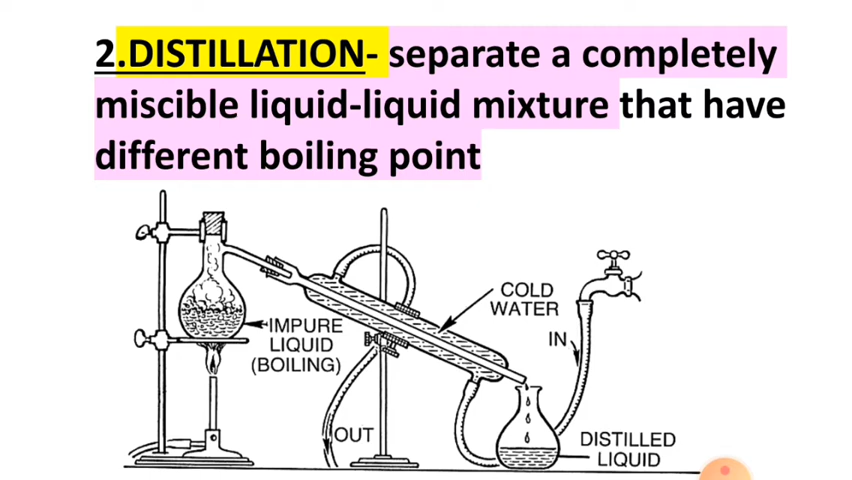 2.DISTILLATION- separate a completely
miscible liquid-liquid mixture that have
different boiling point
COLD
WATER
IMPURE
LIQUID
(BOILING)
IN
OUT
DISTILLED
LIQUID